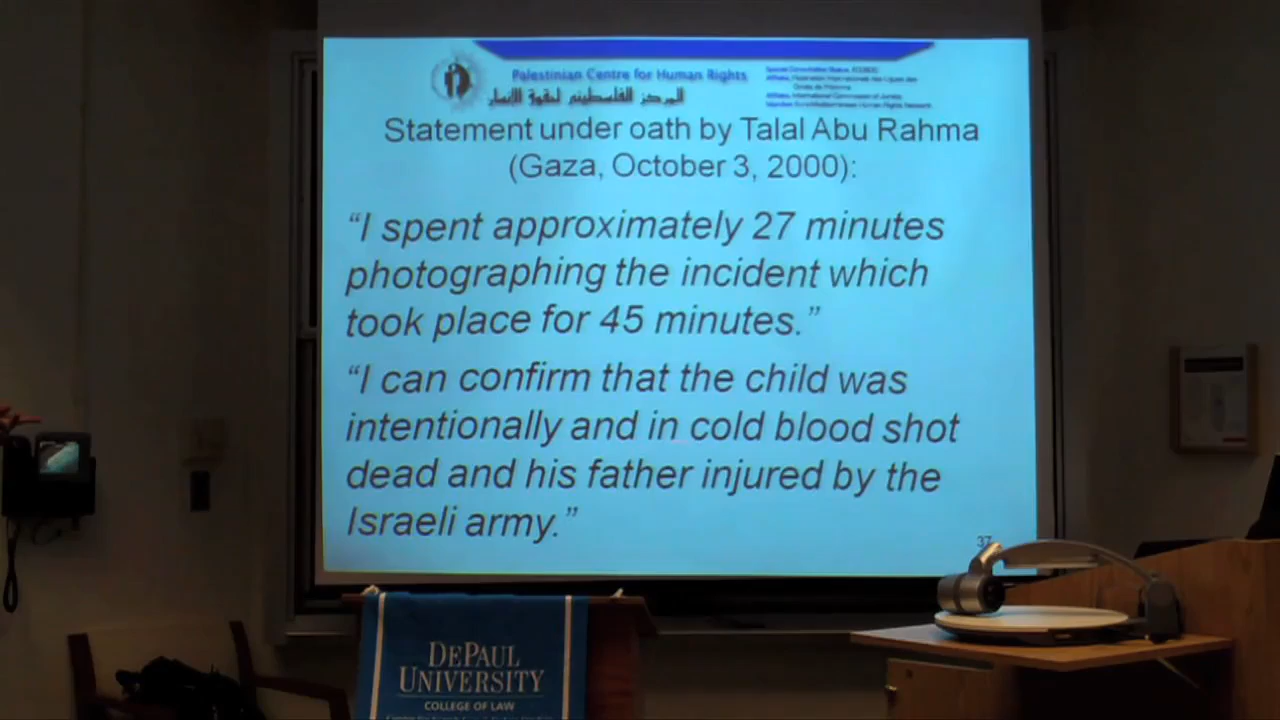 Palestinian Centre for Human Rights
المركز الفلسطيني لحقوق الإنسان
Statement under oath by Talal Abu Rahma
(Gaza, October 3, 2000):
“I spent approximately 27 minutes
photographing the incident which
took place for 45 minutes.”
“I can confirm that the child was
intentionally and in cold blood shot
dead and his father injured by the
Israeli army.”
37
DEPAUL
UNIVERSITY
COLLEGE OF LAW